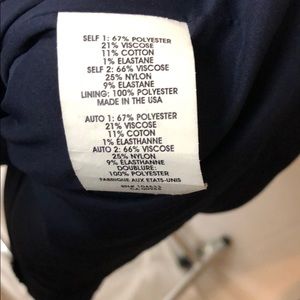 SELF 1: 67% POLYESTER
21% VISCOSE
11% COTTON
1% ELASTANE
SELF 2: 66% VISCOSE
25% NYLON
9% ELASTANE
LINING: 100% POLYESTER
MADE IN THE USA
AUTO 1: 67% POLYESTER
21% VISCOSE
11% COTON
1% ÉLASTHANNE
AUTO 2: 66% VISCOSE
25% NYLON
9% ÉLASTHANNE
DOUBLURE:
100% POLYESTER
FABRIQUE AUX ETATS-UNIS